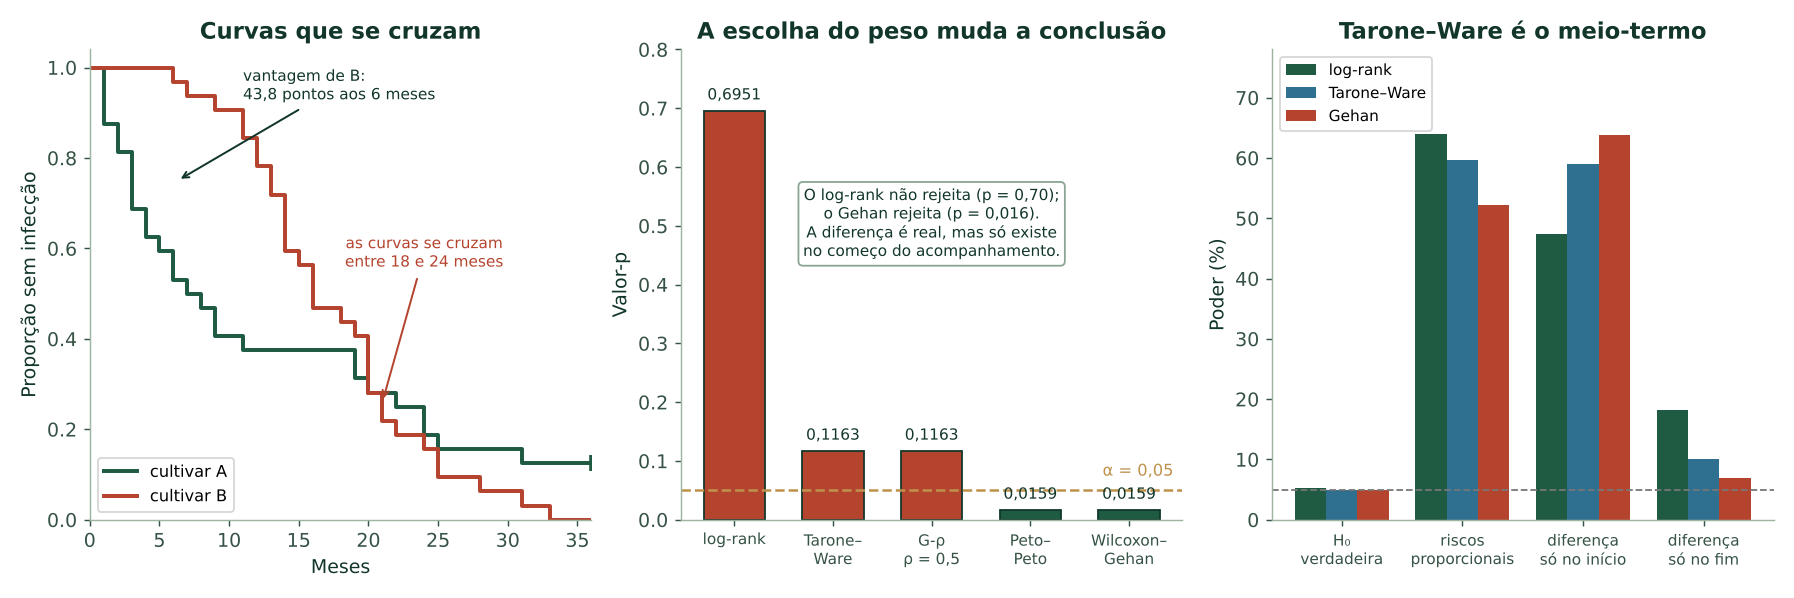 Curvas que se cruzam
Proporção sem infecção
1.0
0.8
0.6
0.4
0.2
0.0
vantagem de B:
43,8 pontos aos 6 meses
as curvas se cruzam
entre 18 e 24 meses
cultivar A
cultivar B
0
5
10
15
20
25
30
35
Meses
A escolha do peso muda a conclusão
Valor-p
0.8
0.7
0.6
0.5
0.4
0.3
0.2
0.1
0.0
0,6951
0,1163
0,1163
0,0159
0,0159
O log-rank não rejeita (p = 0,70);
o Gehan rejeita (p = 0,016).
A diferença é real, mas só existe
no começo do acompanhamento.
α = 0,05
log-rank
Tarone–
Ware
G-ρ
ρ = 0,5
Peto–
Peto
Wilcoxon–
Gehan
Tarone–Ware é o meio-termo
Poder (%)
70
60
50
40
30
20
10
0
log-rank
Tarone–Ware
Gehan
H₀
verdadeira
riscos
proporcionais
diferença
só no início
diferença
só no fim